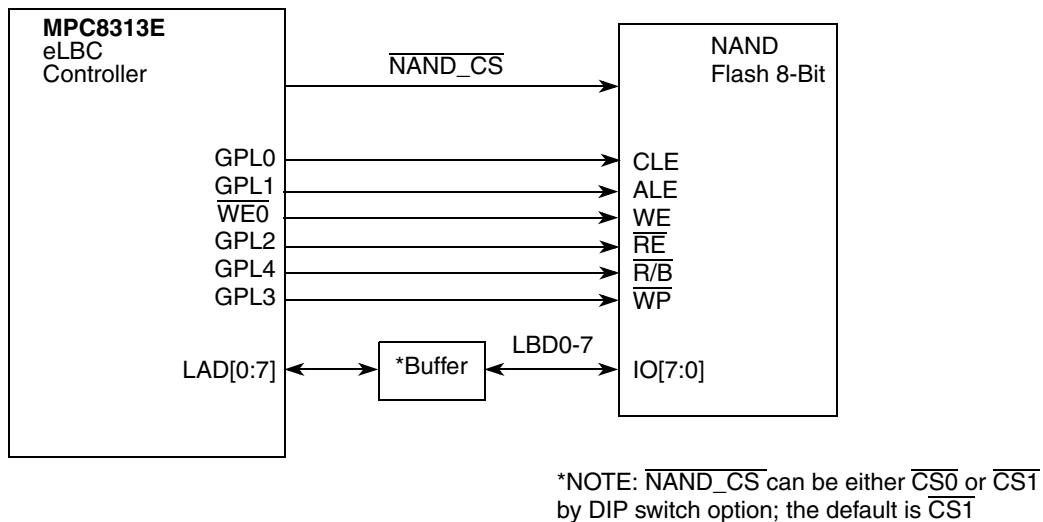 MPC8313E
eLBC
Controller
NAND_CS
NAND
Flash 8-Bit
GPL0
GPL1
WE0
GPL2
GPL4
GPL3
CLE
ALE
WE
RE
R/B
WP
LAD[0:7]
*Buffer
LBD0-7
IO[7:0]
*NOTE: NAND_CS can be either CS0 or CS1
by DIP switch option; the default is CS1